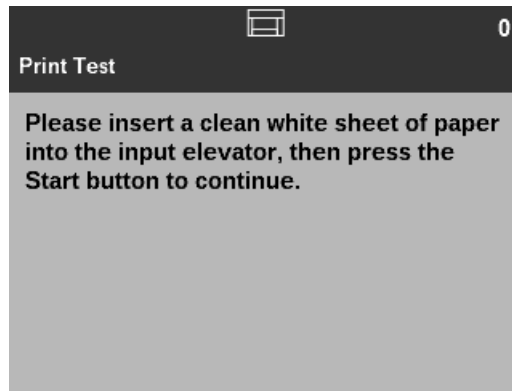 0
Print Test
Please insert a clean white sheet of paper
into the input elevator, then press the
Start button to continue.